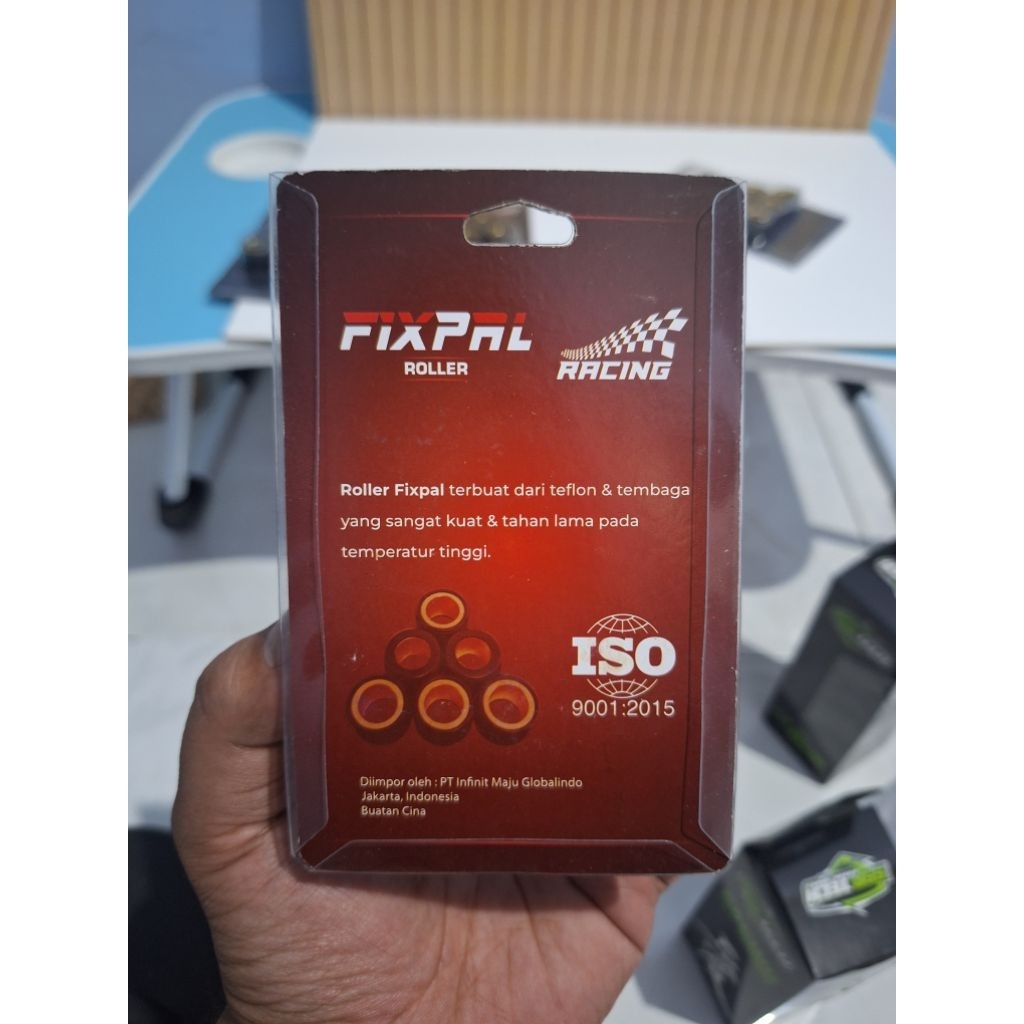 FIXPAL
ROLLER
RACING
Roller Fixpal terbuat dari teflon & tembaga
yang sangat kuat & tahan lama pada
temperatur tinggi.
ISO
9001:2015
Diimpor oleh : PT Infinit Maju Globalindo
Jakarta, Indonesia
Buatan Cina